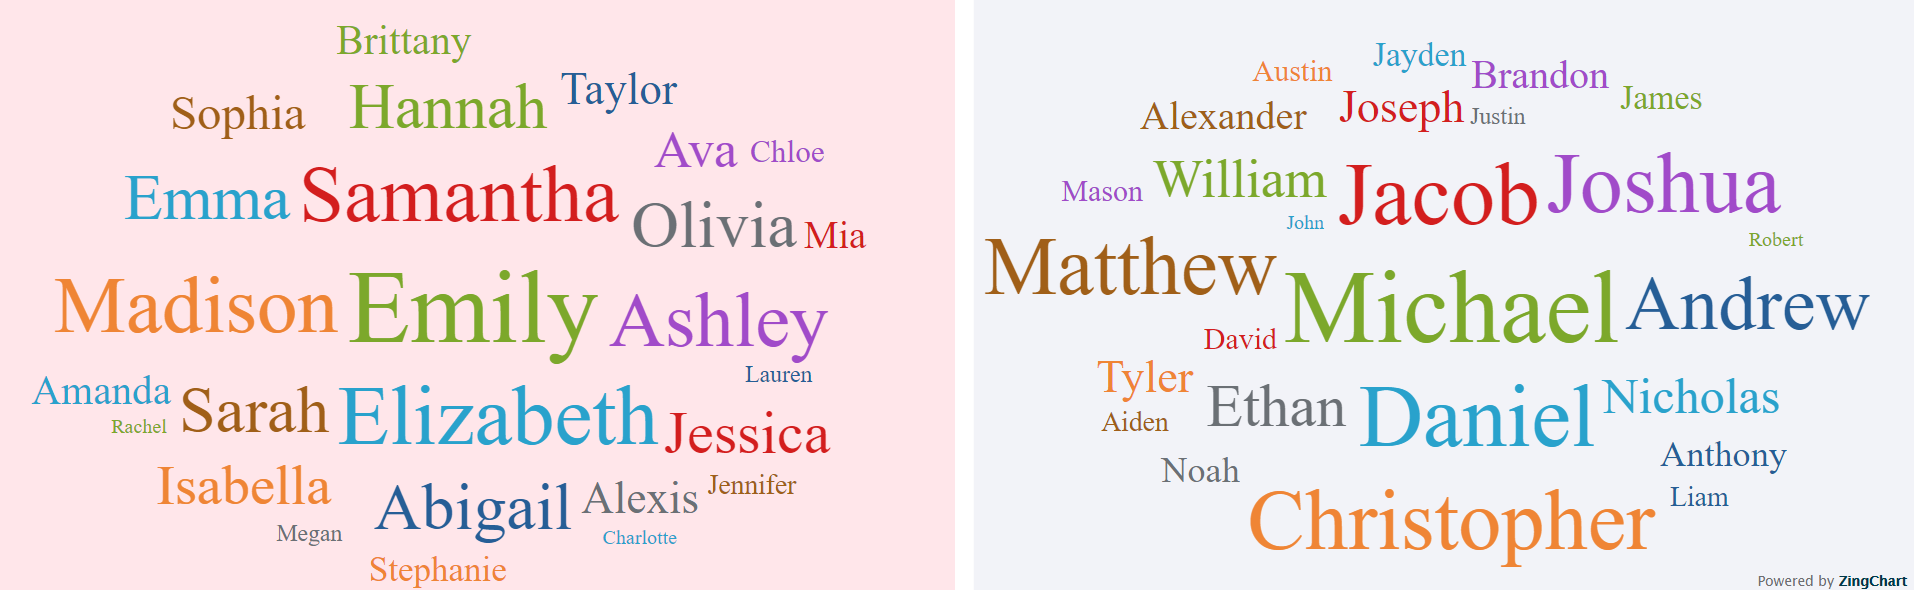 Brittany
Sophia
Hannah
Taylor
Ava
Chloe
Emma
Samantha
Olivia
Mia
Madison
Emily
Ashley
Lauren
Amanda
Rachel
Sarah
Elizabeth
Jessica
Isabella
Abigail
Alexis
Jennifer
Megan
Charlotte
Stephanie
Jayden
Austin
Brandon
James
Alexander
Joseph
Justin
Mason
William
Jacob
Joshua
John
Robert
Matthew
Michael
Andrew
David
Tyler
Ethan
Daniel
Nicholas
Aiden
Noah
Anthony
Liam
Christopher
Powered by ZingChart